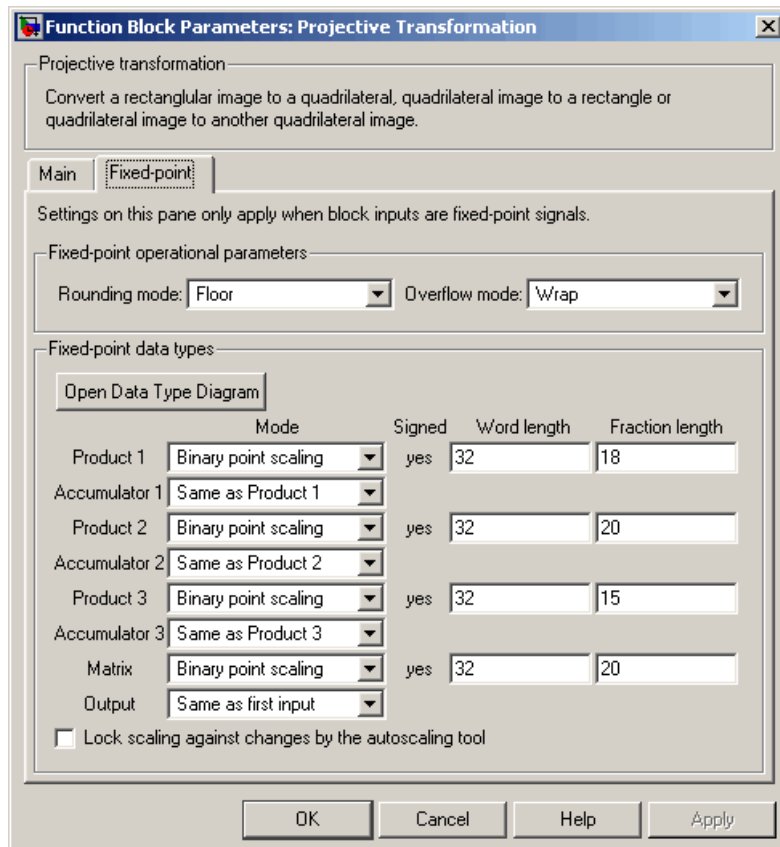 Function Block Parameters: Projective Transformation
Projective transformation
Convert a rectanglular image to a quadrilateral, quadrilateral image to a rectangle or
quadrilateral image to another quadrilateral image.
Main Fixed-point
Settings on this pane only apply when block inputs are fixed-point signals.
Fixed-point operational parameters
Rounding mode: Floor Overflow mode: Wrap
Fixed-point data types
Open Data Type Diagram
Mode Signed Word length Fraction length
Product 1 Binary point scaling yes 32 18
Accumulator 1 Same as Product 1
Product 2 Binary point scaling yes 32 20
Accumulator 2 Same as Product 2
Product 3 Binary point scaling yes 32 15
Accumulator 3 Same as Product 3
Matrix Binary point scaling yes 32 20
Output Same as first input
Lock scaling against changes by the autoscaling tool
OK Cancel Help Apply